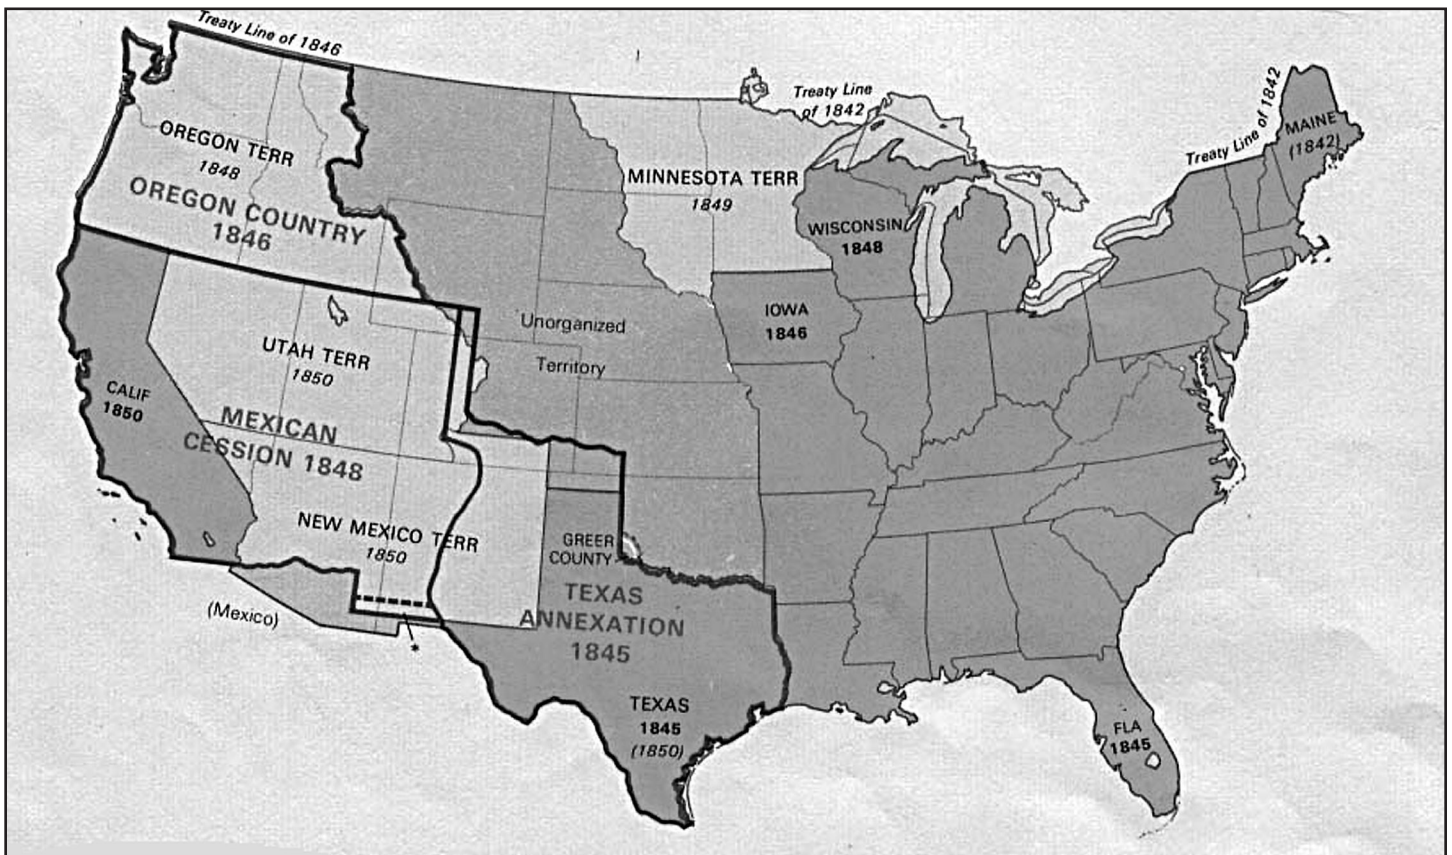 Treaty Line of 1846
Treaty Line
of 1842
Treaty Line of 1842
MAINE
(1842)
OREGON TERR
1848
OREGON COUNTRY
1846
MINNESOTA TERR
1849
WISCONSIN
1848
IOWA
1846
Unorganized
Territory
UTAH TERR
1850
CALIF
1850
MEXICAN
CESSION 1848
NEW MEXICO TERR
1850
GREER
COUNTY
(Mexico)
*
TEXAS
ANNEXATION
1845
TEXAS
1845
(1850)
FLA
1845